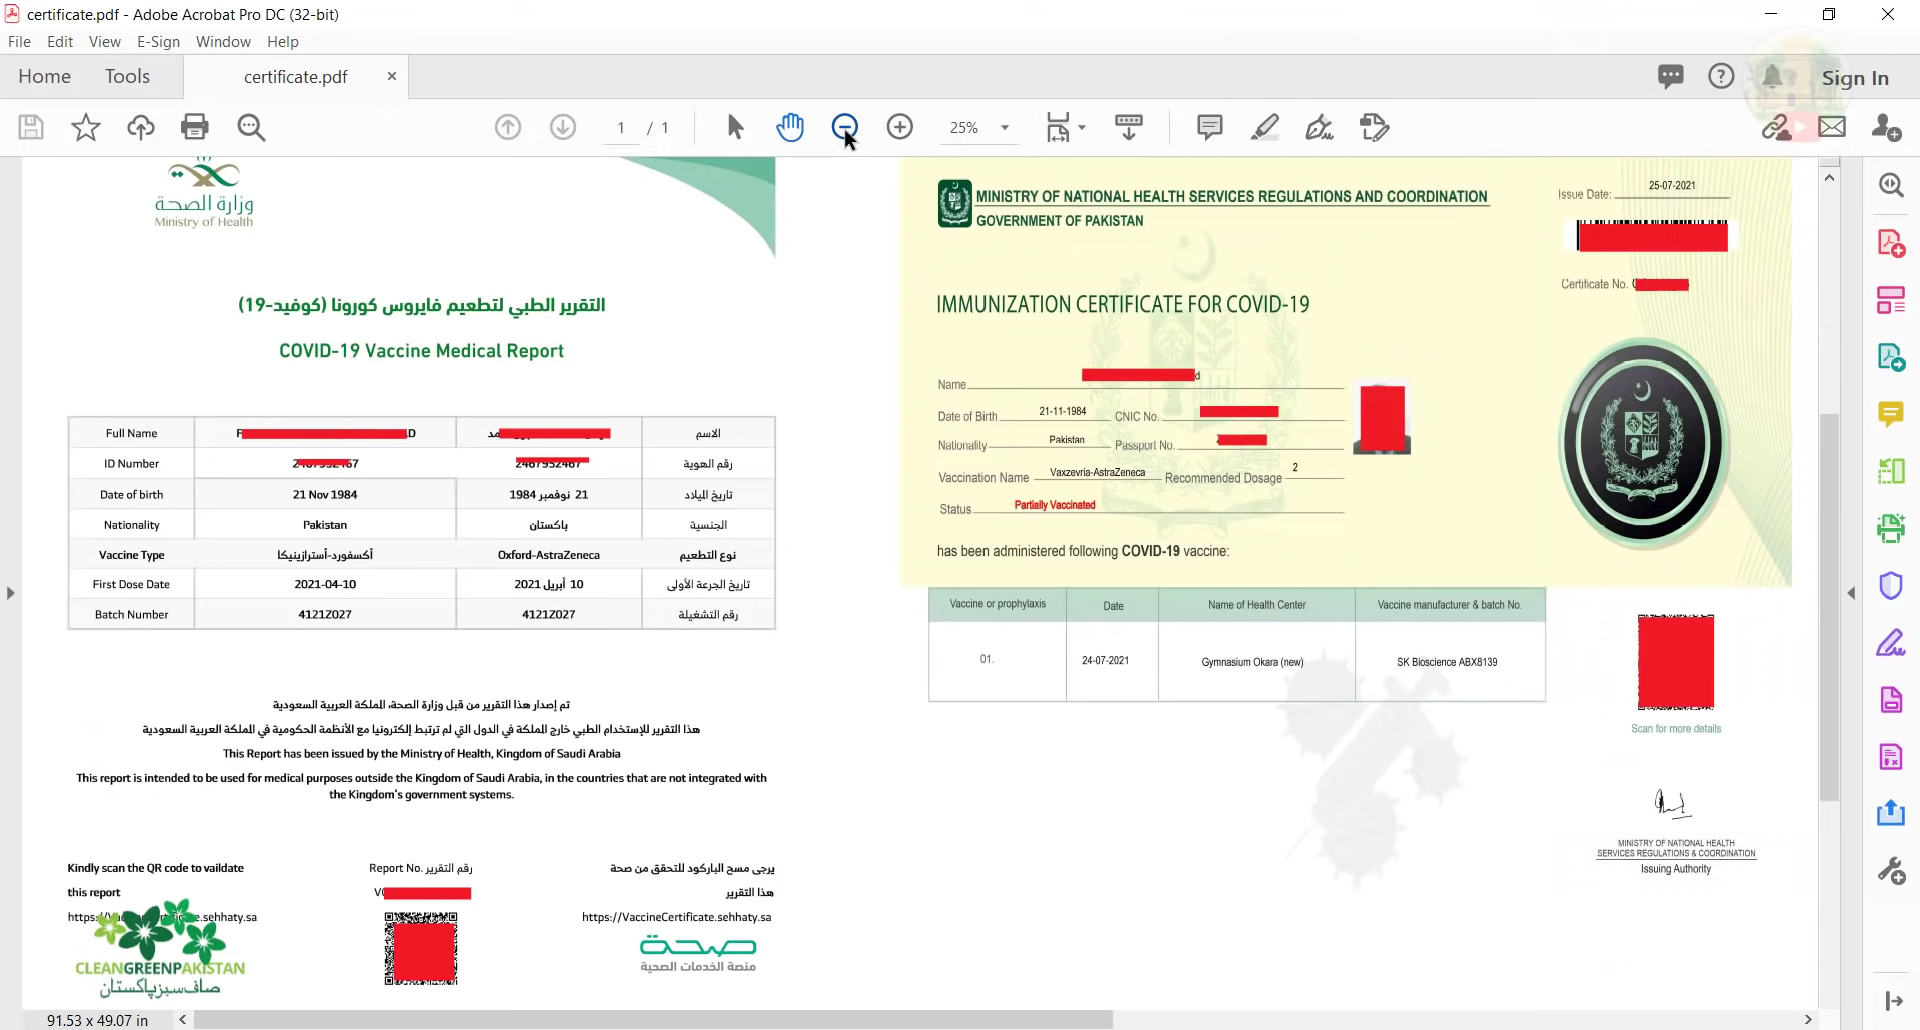 certificate.pdf - Adobe Acrobat Pro DC (32-bit)
File Edit View E-Sign Window Help
Home Tools certificate.pdf Sign In
1 / 1 25%
وزارة الصحة
Ministry of Health
التقرير الطبي لتطعيم فايروس كورونا (كوفيد-19)
COVID-19 Vaccine Medical Report
Full Name الاسم
ID Number رقم الهوية
Date of birth 21 Nov 1984 21 نوفمبر 1984 تاريخ الميلاد
Nationality Pakistan باكستان الجنسية
Vaccine Type أكسفورد-أسترازينيكا Oxford-AstraZeneca نوع التطعيم
First Dose Date 2021-04-10 10 أبريل 2021 تاريخ الجرعة الأولى
Batch Number 4121Z027 4121Z027 رقم التشغيلة
تم إصدار هذا التقرير من قبل وزارة الصحة، المملكة العربية السعودية
هذا التقرير للإستخدام الطبي خارج المملكة في الدول التي لم ترتبط إلكترونيا مع الأنظمة الحكومية في المملكة العربية السعودية
This Report has been issued by the Ministry of Health, Kingdom of Saudi Arabia
This report is intended to be used for medical purposes outside the Kingdom of Saudi Arabia, in the countries that are not integrated with
the Kingdom's government systems.
Kindly scan the QR code to vaildate
this report
Report No. رقم التقرير
يرجى مسح الباركود للتحقق من صحة
هذا التقرير
https://VaccineCertificate.sehhaty.sa
صحة
منصة الخدمات الصحية
CLEANGREENPAKISTAN
صاف سبز پاکستان
MINISTRY OF NATIONAL HEALTH SERVICES REGULATIONS AND COORDINATION
GOVERNMENT OF PAKISTAN
Issue Date: 25-07-2021
Certificate No.
IMMUNIZATION CERTIFICATE FOR COVID-19
Name
Date of Birth 21-11-1984 CNIC No.
Nationality Pakistan Passport No.
Vaccination Name Vaxzevria-AstraZeneca Recommended Dosage 2
Status Partially Vaccinated
has been administered following COVID-19 vaccine:
Vaccine or prophylaxis Date Name of Health Center Vaccine manufacturer & batch No.
01. 24-07-2021 Gymnasium Okara (new) SK Bioscience ABX8139
Scan for more details
MINISTRY OF NATIONAL HEALTH
SERVICES REGULATIONS & COORDINATION
Issuing Authority
91.53 x 49.07 in